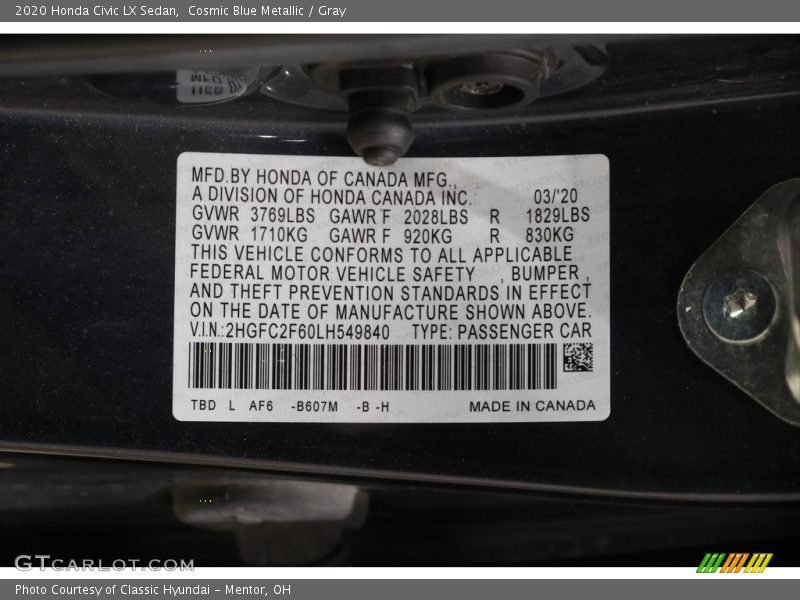 2020 Honda Civic LX Sedan,  Cosmic Blue Metallic / Gray
MFD.BY HONDA OF CANADA MFG.,
A DIVISION OF HONDA CANADA INC. 03/'20
GVWR 3769LBS GAWR F 2028LBS R 1829LBS
GVWR 1710KG GAWR F 920KG R 830KG
THIS VEHICLE CONFORMS TO ALL APPLICABLE
FEDERAL MOTOR VEHICLE SAFETY , BUMPER ,
AND THEFT PREVENTION STANDARDS IN EFFECT
ON THE DATE OF MANUFACTURE SHOWN ABOVE.
V.I.N.:2HGFC2F60LH549840 TYPE: PASSENGER CAR
TBD L AF6 -B607M -B -H MADE IN CANADA
GTCARLOT.COM
Photo Courtesy of Classic Hyundai - Mentor, OH